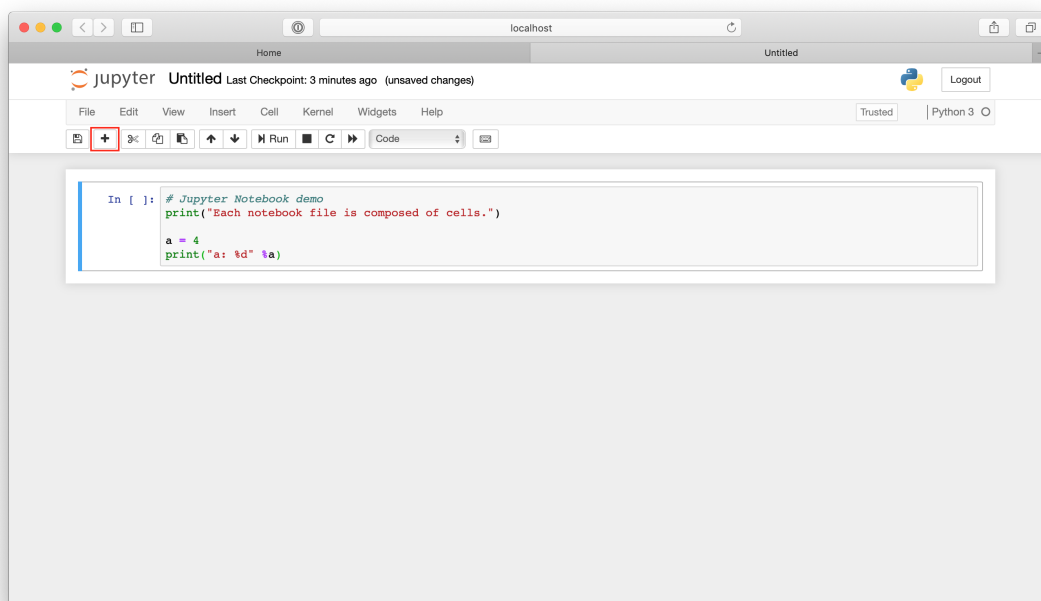 localhost
Home
Untitled
jupyter Untitled Last Checkpoint: 3 minutes ago (unsaved changes)
Logout
File Edit View Insert Cell Kernel Widgets Help
Trusted
Python 3
Run
Code
In [ ]: # Jupyter Notebook demo
print("Each notebook file is composed of cells.")
a = 4
print("a: %d" %a)